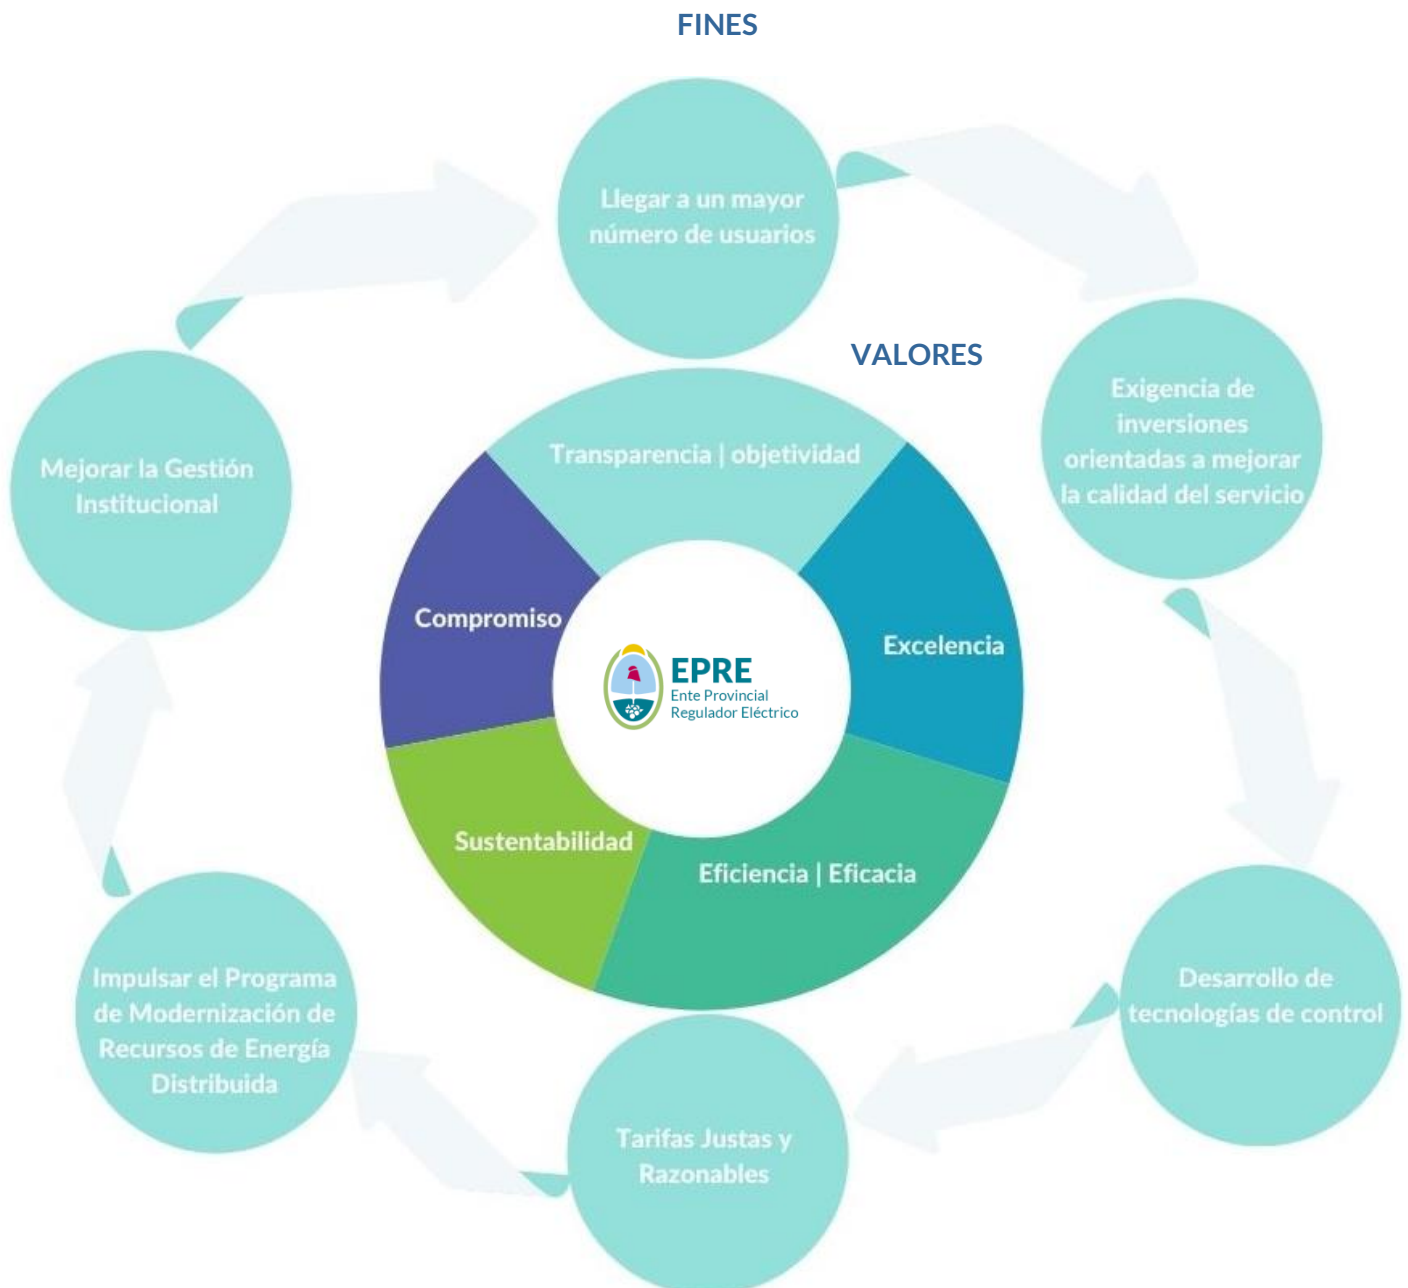 FINES
Llegar a un mayor
número de usuarios
VALORES
Exigencia de
inversiones
orientadas a mejorar
la calidad del servicio
Transparencia | objetividad
Mejorar la Gestión
Institucional
Compromiso
Excelencia
EPRE
Ente Provincial
Regulador Eléctrico
Sustentabilidad
Eficiencia | Eficacia
Desarrollo de
tecnologías de control
Impulsar el Programa
de Modernización de
Recursos de Energía
Distribuida
Tarifas Justas y
Razonables